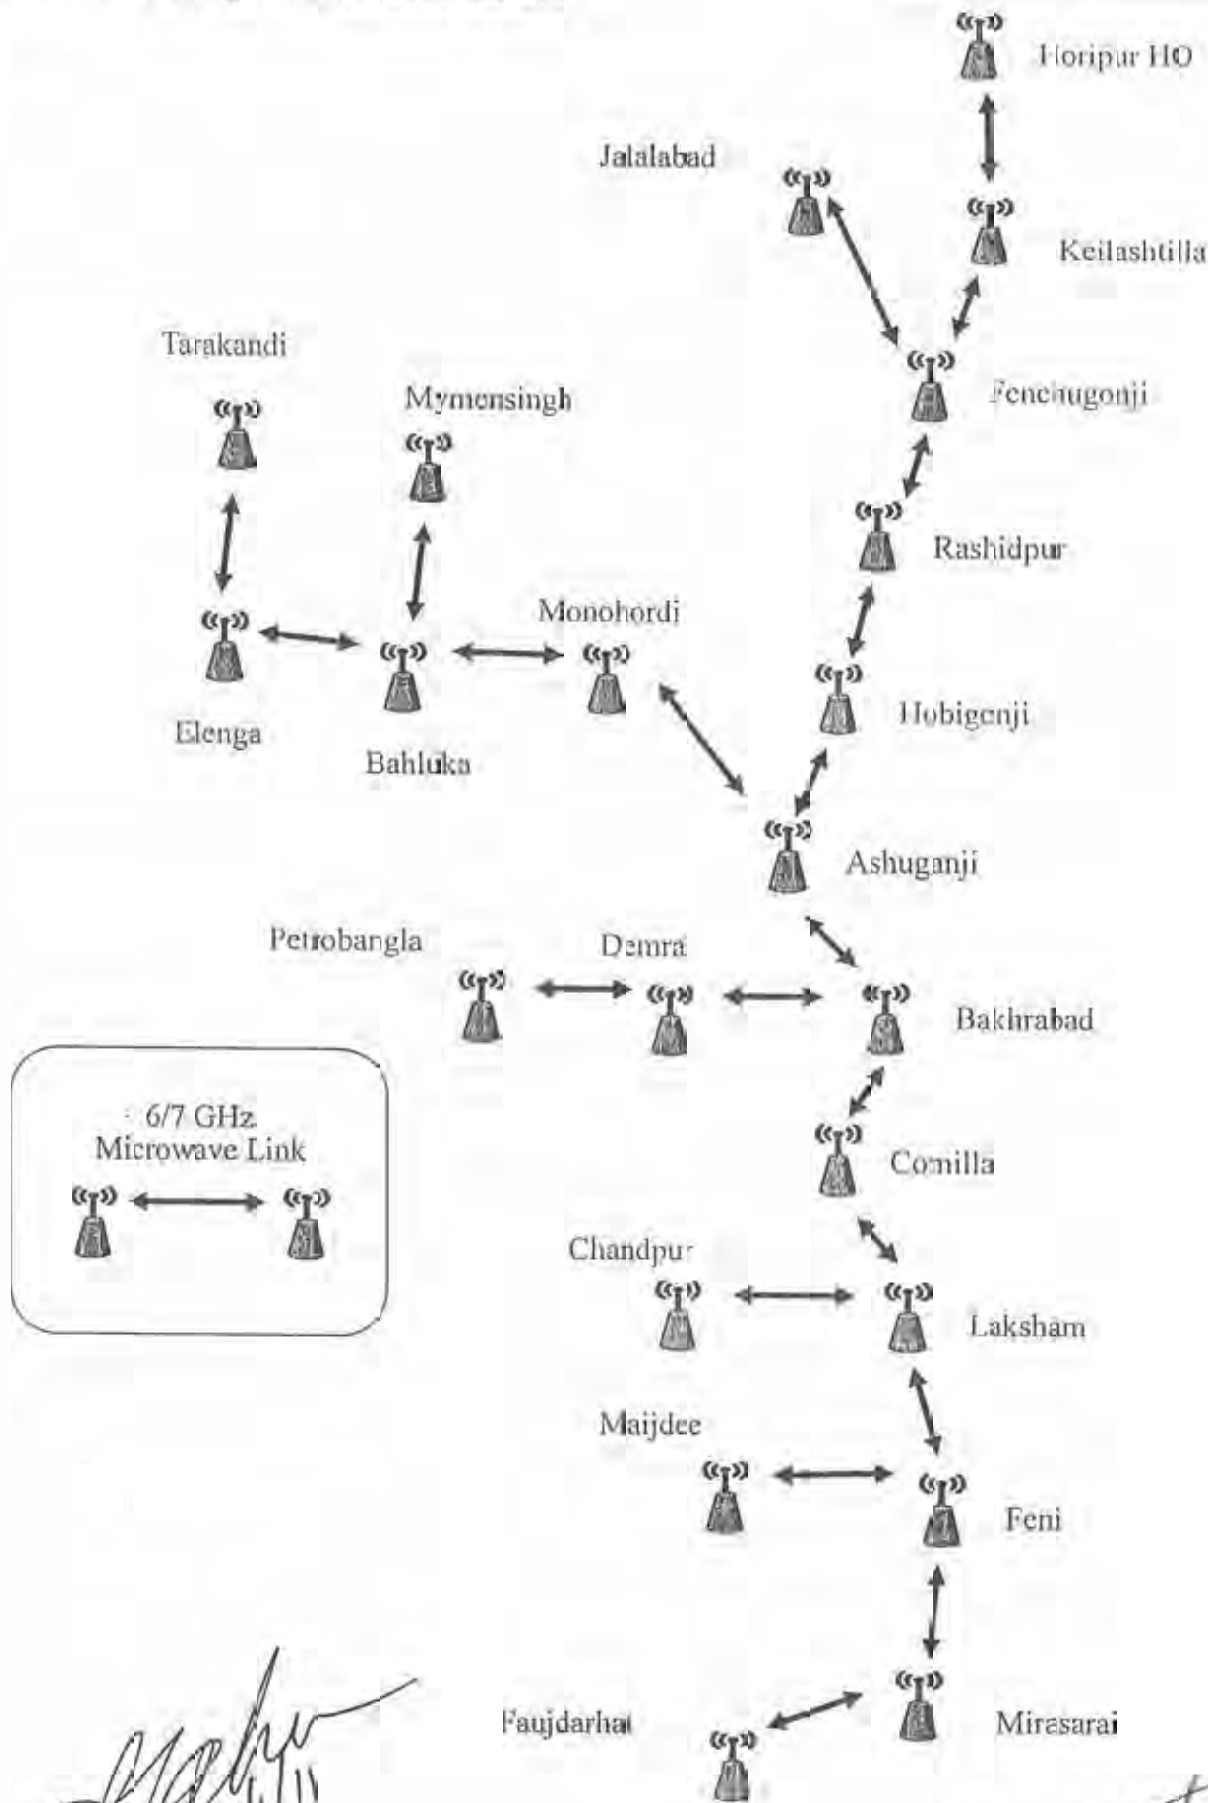 Horipur HQ
Jalalabad
Keilashtilla
Tarakandi
Mymensingh
Fenchugonji
Rashidpur
Monohordi
Hobigonji
Elenga
Bahluka
Ashuganji
Petrobangla
Demra
Bakhrabad
6/7 GHz
Microwave Link
Comilla
Chandpur
Laksham
Maijdee
Feni
Faujdarhat
Mirasarai